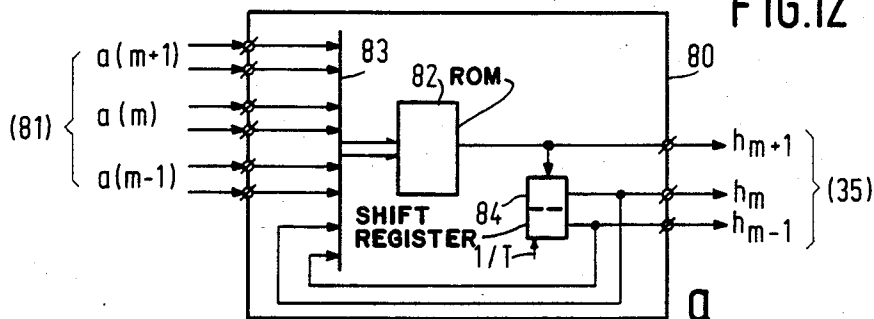 FIG.12
a(m+1)
83
80
82 ROM
(81)
a(m)
h m+1
a(m-1)
h m
(35)
84
SHIFT
REGISTER
h m-1
1/T
a